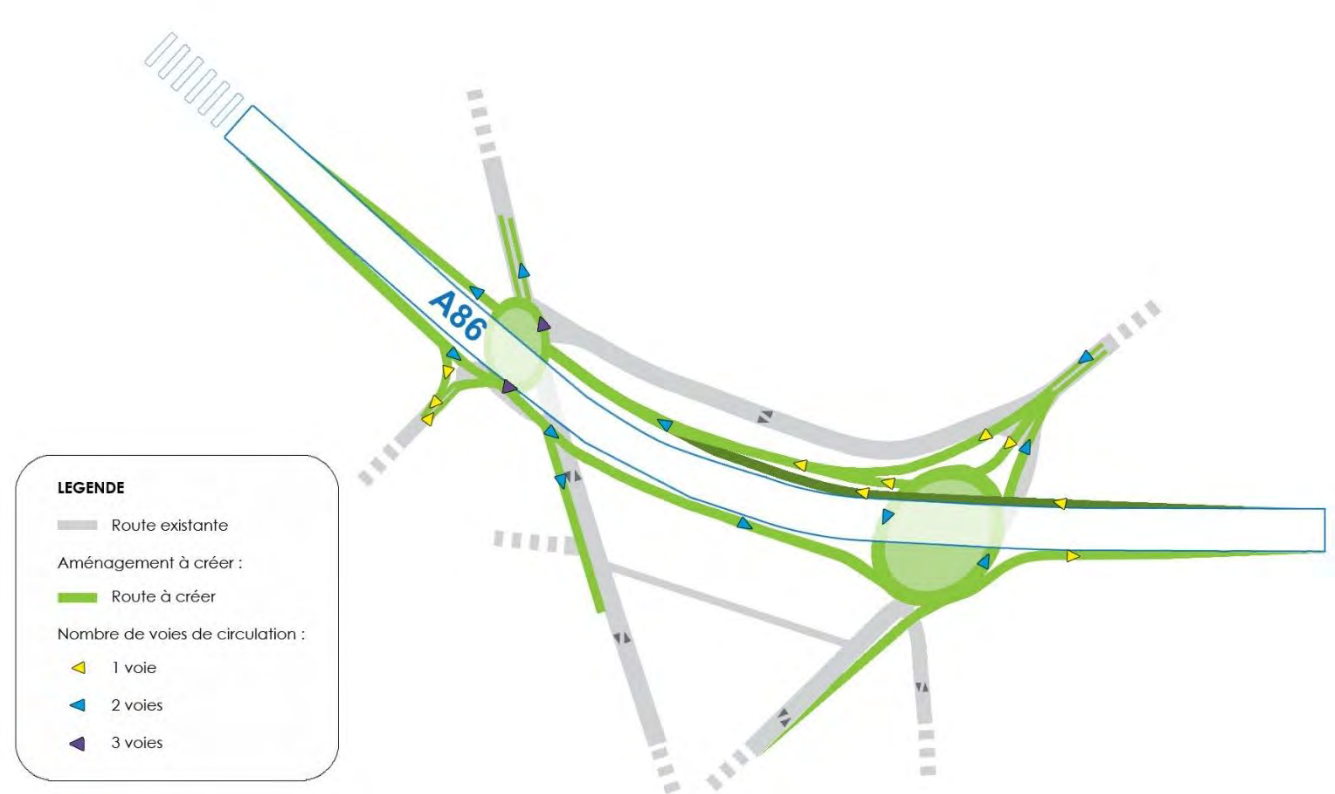 A86
LEGENDE
Route existante
Aménagement à créer :
Route à créer
Nombre de voies de circulation :
1 voie
2 voies
3 voies